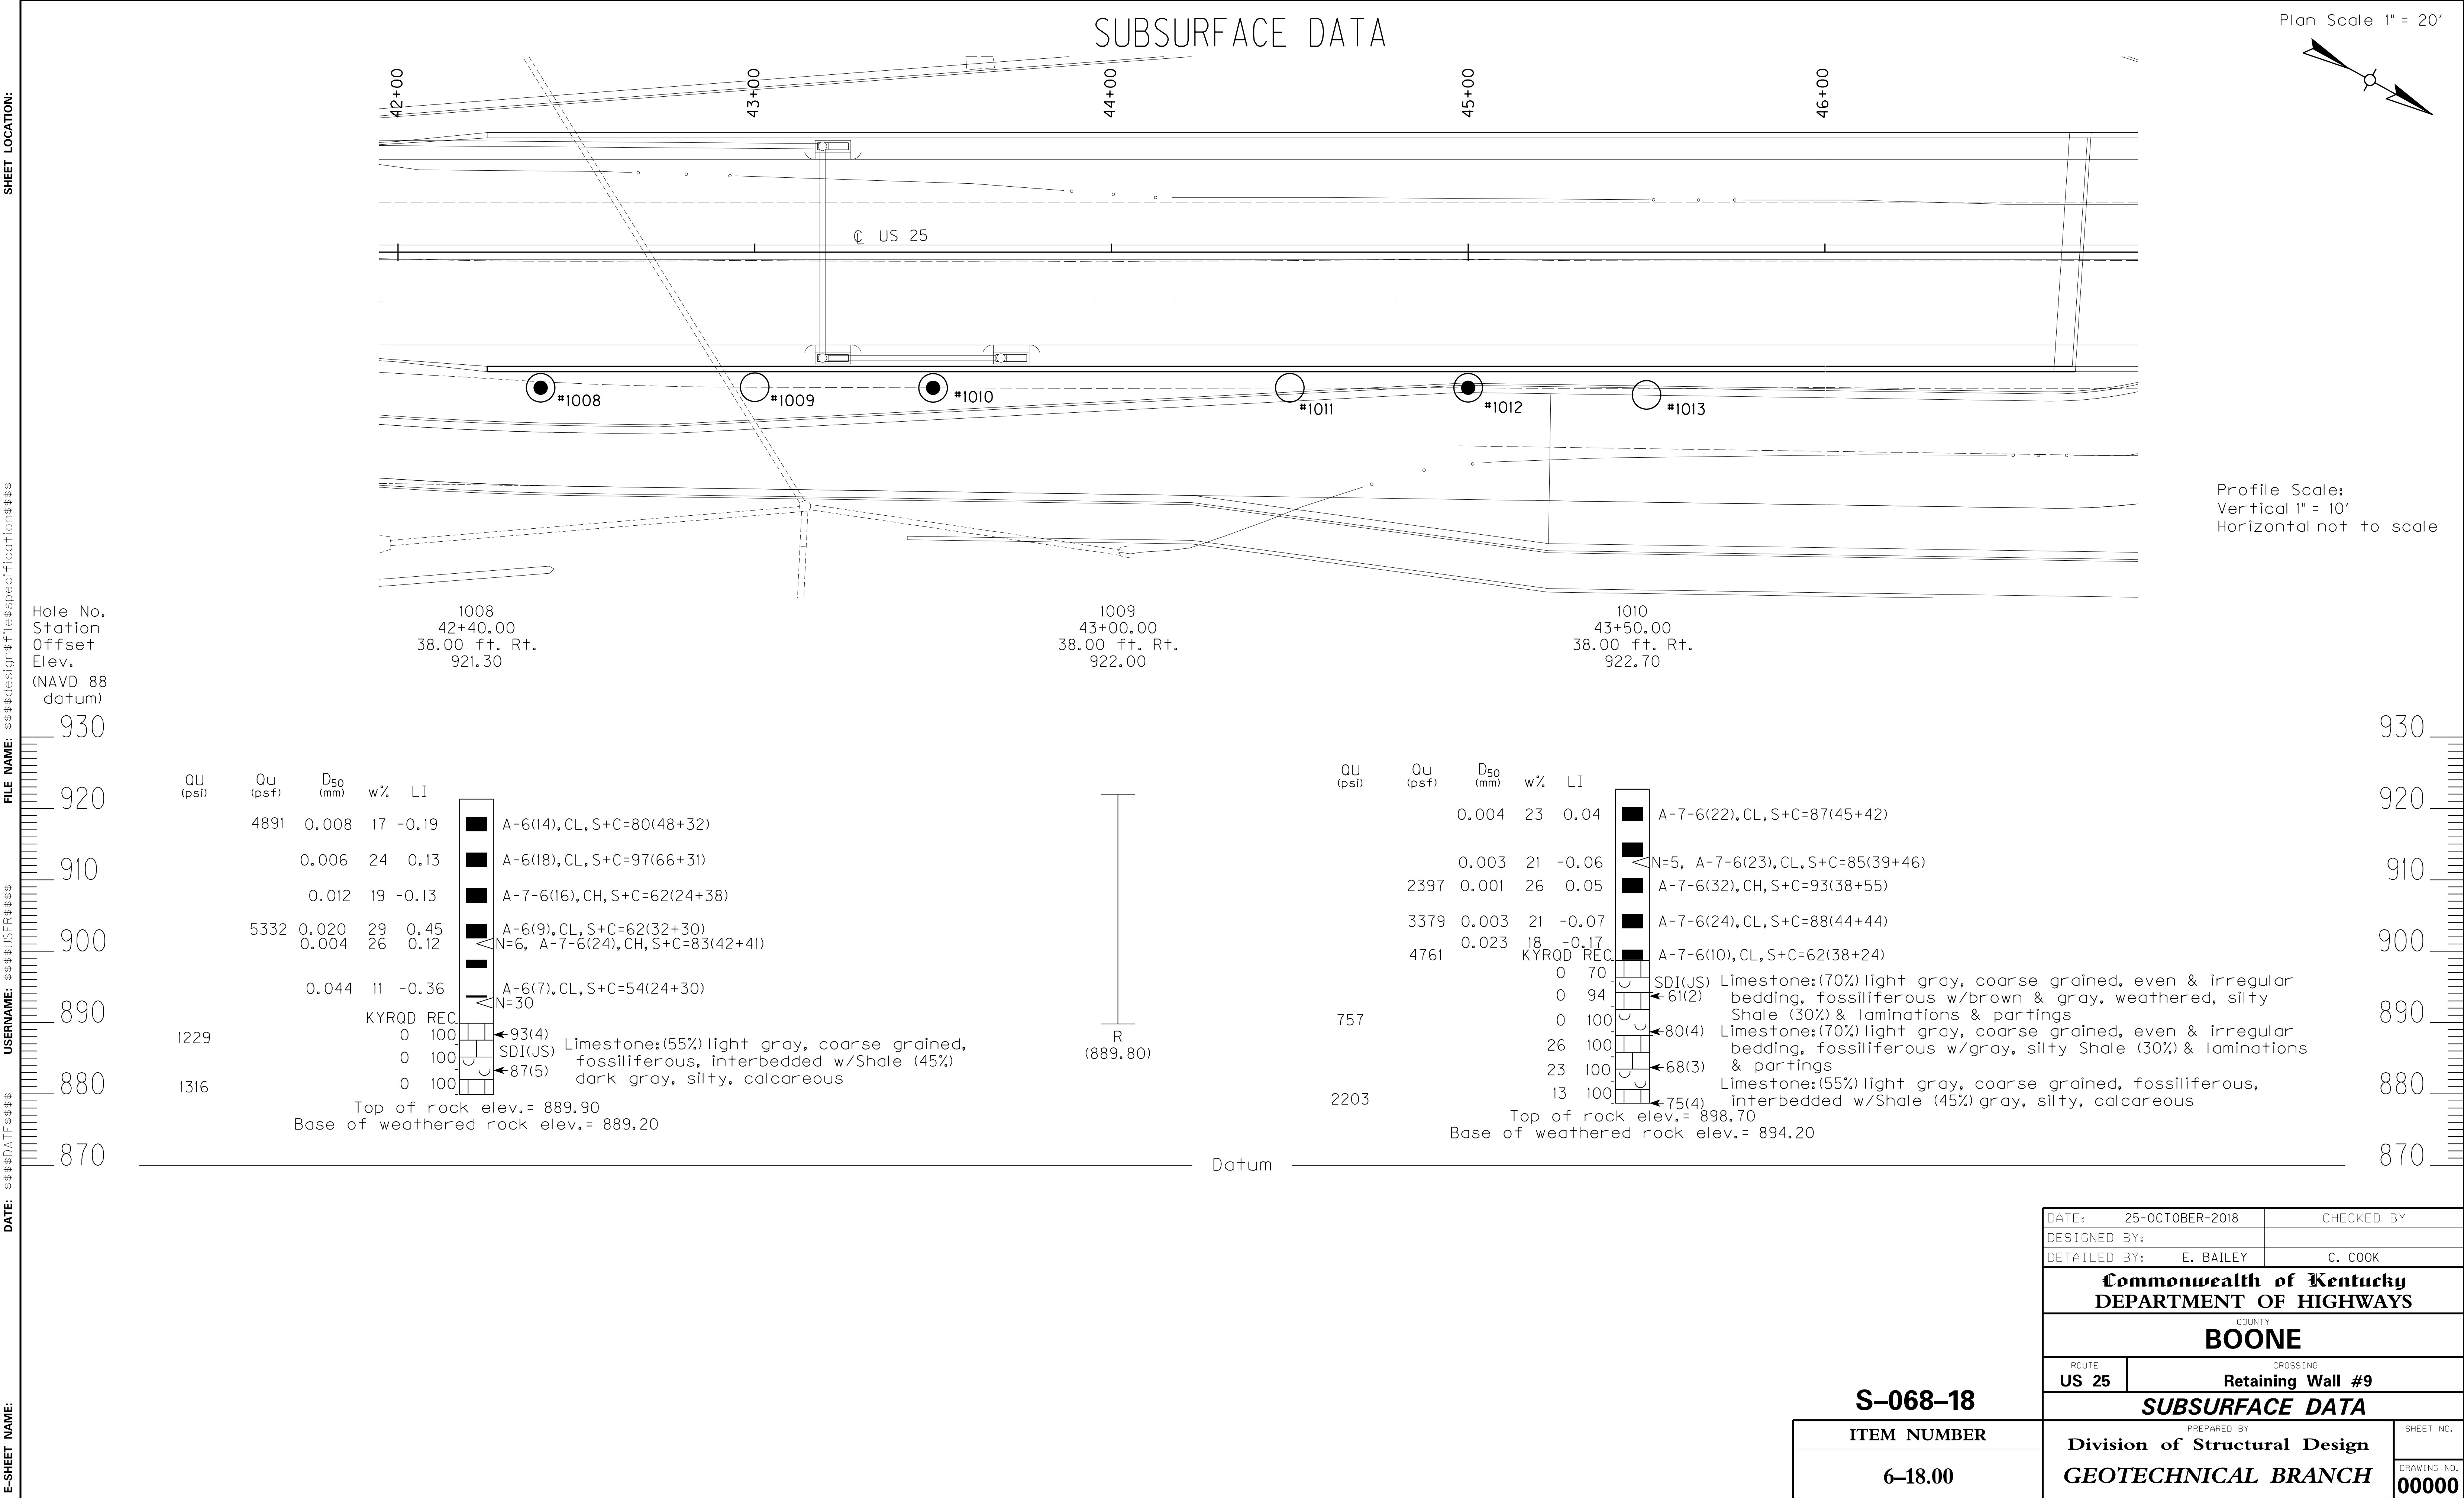 SUBSURFACE DATA
Plan Scale 1" = 20'
SHEET LOCATION:
42+00
43+00
44+00
45+00
46+00
℄ US 25
#1008
#1009
#1010
#1011
#1012
#1013
Profile Scale:
Vertical 1" = 10'
Horizontal not to scale
FILE NAME: $$$$design$file$specification$$$$
USERNAME: $$$$USER$$$$
DATE: $$$$DATE$$$$
E-SHEET NAME:
Hole No.
Station
Offset
Elev.
(NAVD 88
datum)
1008
42+40.00
38.00 ft. Rt.
921.30
1009
43+00.00
38.00 ft. Rt.
922.00
1010
43+50.00
38.00 ft. Rt.
922.70
930
920
910
900
890
880
870
QU (psi) Qu (psf) D50 (mm) w% LI
4891 0.008 17 -0.19 A-6(14), CL, S+C=80(48+32)
0.006 24 0.13 A-6(18), CL, S+C=97(66+31)
0.012 19 -0.13 A-7-6(16), CH, S+C=62(24+38)
5332 0.020 29 0.45 A-6(9), CL, S+C=62(32+30)
0.004 26 0.12 N=6, A-7-6(24), CH, S+C=83(42+41)
0.044 11 -0.36 A-6(7), CL, S+C=54(24+30)
N=30
KYRQD REC
1229 0 100 93(4)
0 100 SDI(JS)
87(5)
1316 0 100
Limestone: (55%) light gray, coarse grained,
fossiliferous, interbedded w/Shale (45%)
dark gray, silty, calcareous
Top of rock elev.= 889.90
Base of weathered rock elev.= 889.20
R
(889.80)
QU (psi) Qu (psf) D50 (mm) w% LI
0.004 23 0.04 A-7-6(22), CL, S+C=87(45+42)
0.003 21 -0.06 N=5, A-7-6(23), CL, S+C=85(39+46)
2397 0.001 26 0.05 A-7-6(32), CH, S+C=93(38+55)
3379 0.003 21 -0.07 A-7-6(24), CL, S+C=88(44+44)
0.023 18 -0.17
4761 KYRQD REC A-7-6(10), CL, S+C=62(38+24)
0 70 SDI(JS)
0 94 61(2)
757 0 100 80(4)
26 100
23 100 68(3)
2203 13 100 75(4)
Limestone: (70%) light gray, coarse grained, even & irregular
bedding, fossiliferous w/brown & gray, weathered, silty
Shale (30%) & laminations & partings
Limestone: (70%) light gray, coarse grained, even & irregular
bedding, fossiliferous w/gray, silty Shale (30%) & laminations
& partings
Limestone: (55%) light gray, coarse grained, fossiliferous,
interbedded w/Shale (45%) gray, silty, calcareous
Top of rock elev.= 898.70
Base of weathered rock elev.= 894.20
930
920
910
900
890
880
870
Datum
DATE: 25-OCTOBER-2018 CHECKED BY
DESIGNED BY:
DETAILED BY: E. BAILEY C. COOK
Commonwealth of Kentucky
DEPARTMENT OF HIGHWAYS
COUNTY
BOONE
ROUTE
US 25
CROSSING
Retaining Wall #9
SUBSURFACE DATA
S-068-18
ITEM NUMBER
6-18.00
PREPARED BY
Division of Structural Design
GEOTECHNICAL BRANCH
SHEET NO.
DRAWING NO.
00000